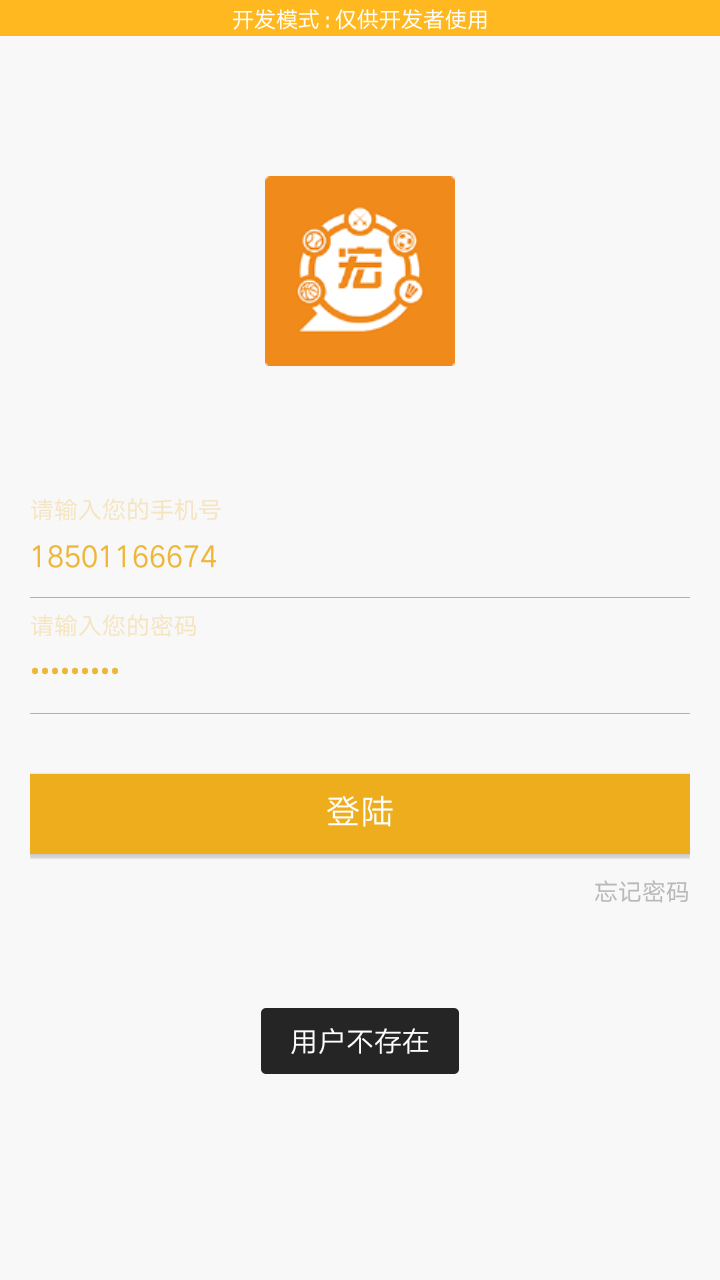 开发模式 : 仅供开发者使用
宏
请输入您的手机号
18501166674
请输入您的密码
•••••••••
登陆
忘记密码
用户不存在